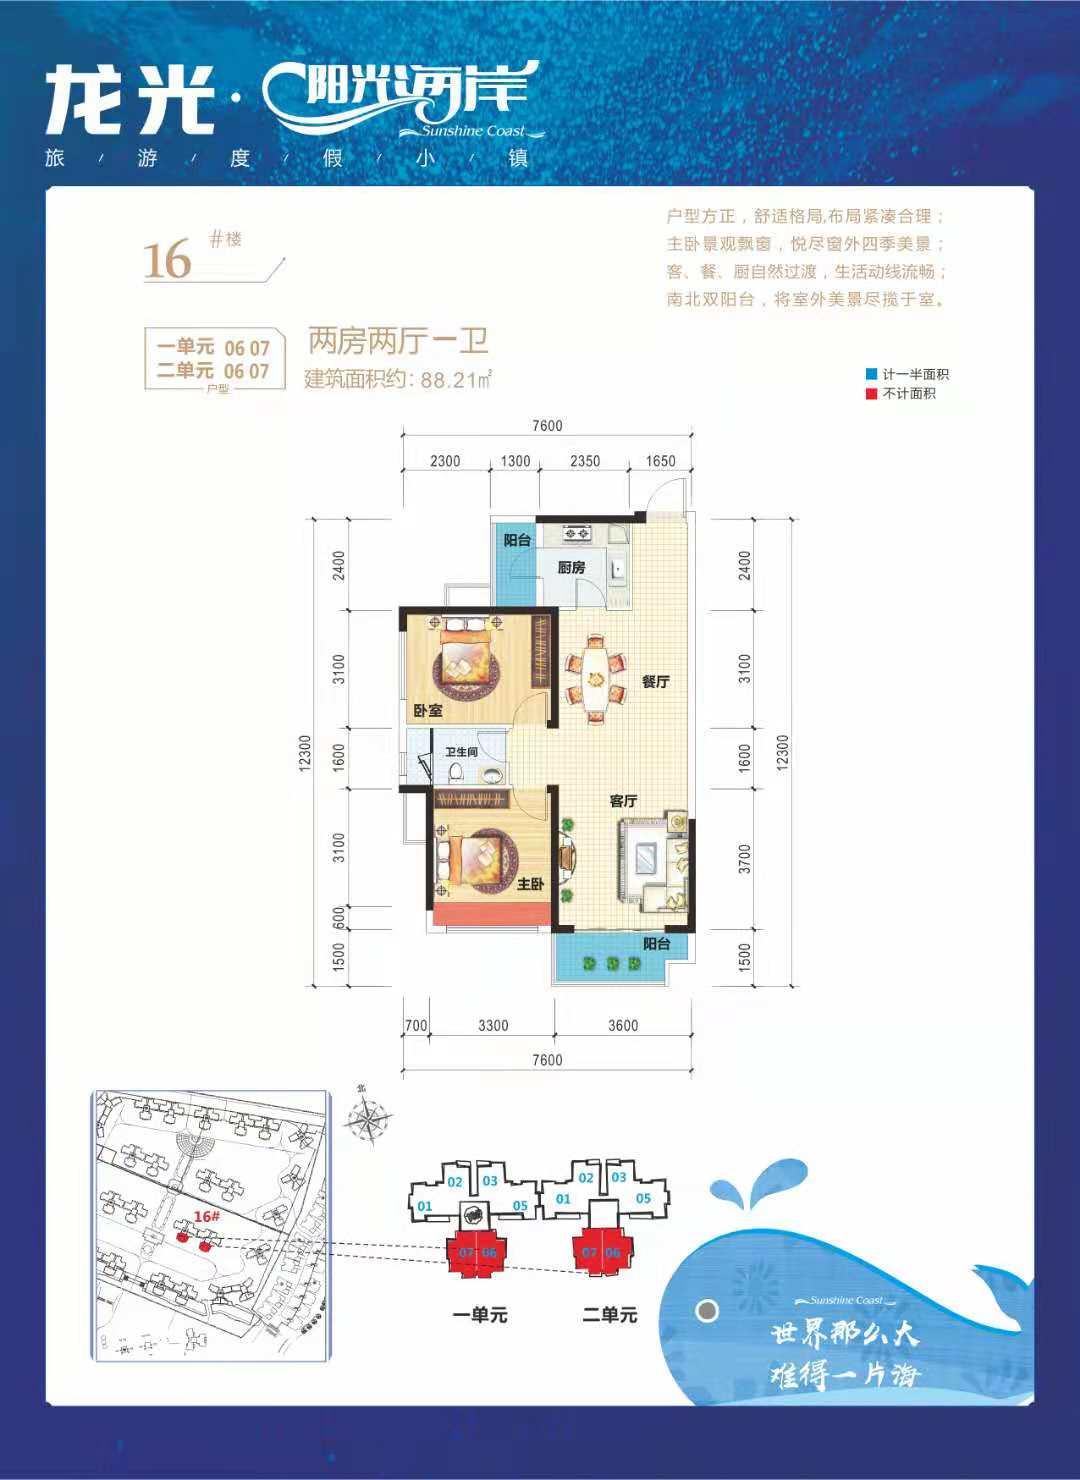 龙光·阳光海岸
Sunshine Coast
旅/游/度/假/小/镇
户型方正，舒适格局,布局紧凑合理；
主卧景观飘窗，悦尽窗外四季美景；
客、餐、厨自然过渡，生活动线流畅；
南北双阳台，将室外美景尽揽于室。
16#楼
一单元 06 07
二单元 06 07
户型
两房两厅一卫
建筑面积约: 88.21㎡
计一半面积
不计面积
7600
2300 1300 2350 1650
2400 3100 1600 3100 600 1500
12300
2400 3100 1600 3700 1500
12300
阳台
厨房
餐厅
卧室
卫生间
客厅
主卧
阳台
700 3300 3600
7600
北
16#
01 02 03 05
07 06
一单元
01 02 03 05
07 06
二单元
Sunshine Coast
世界那么大
难得一片海